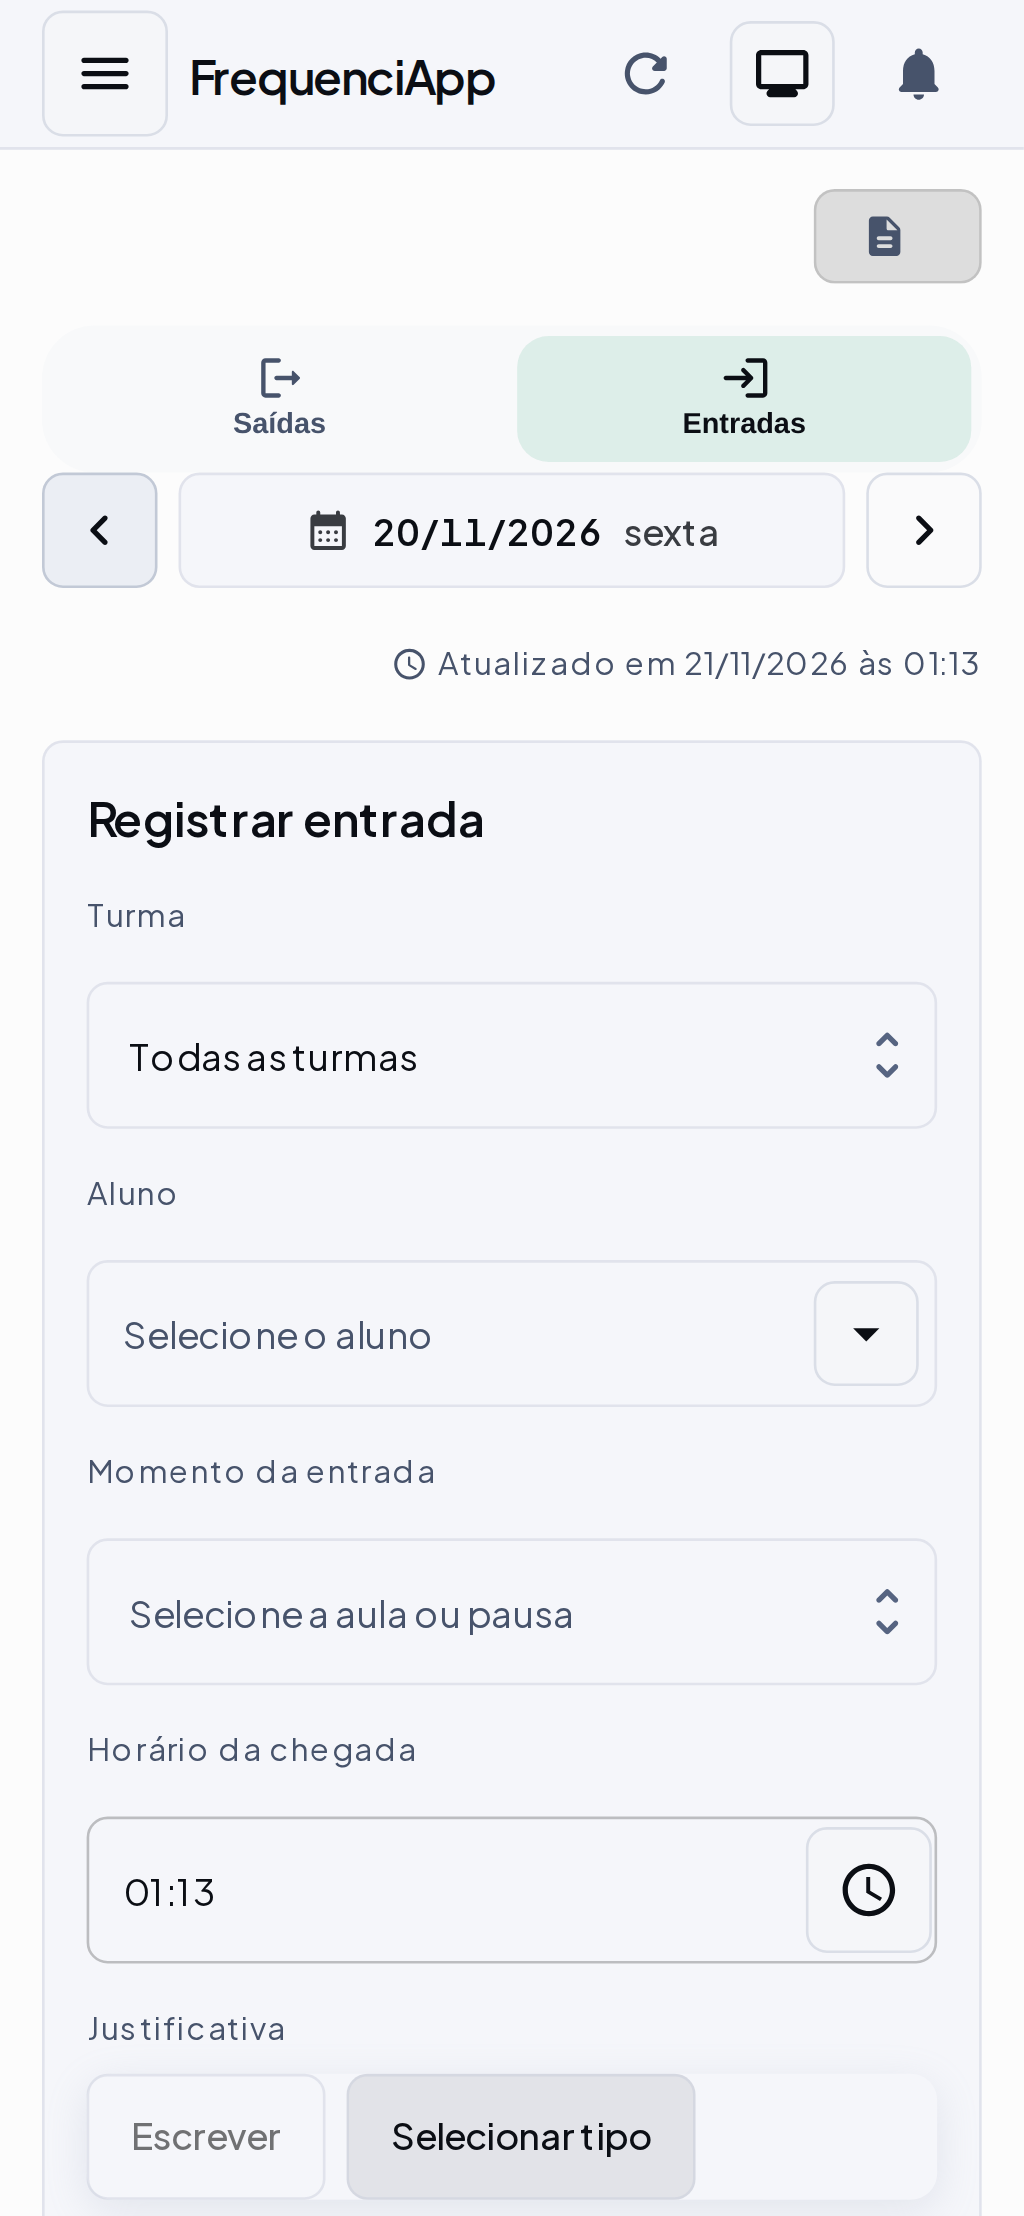 FrequenciApp
Saídas
Entradas
20/11/2026 sexta
Atualizado em 21/11/2026 às 01:13
Registrar entrada
Turma
Todas as turmas
Aluno
Selecione o aluno
Momento da entrada
Selecione a aula ou pausa
Horário da chegada
01:13
Justificativa
Escrever
Selecionar tipo